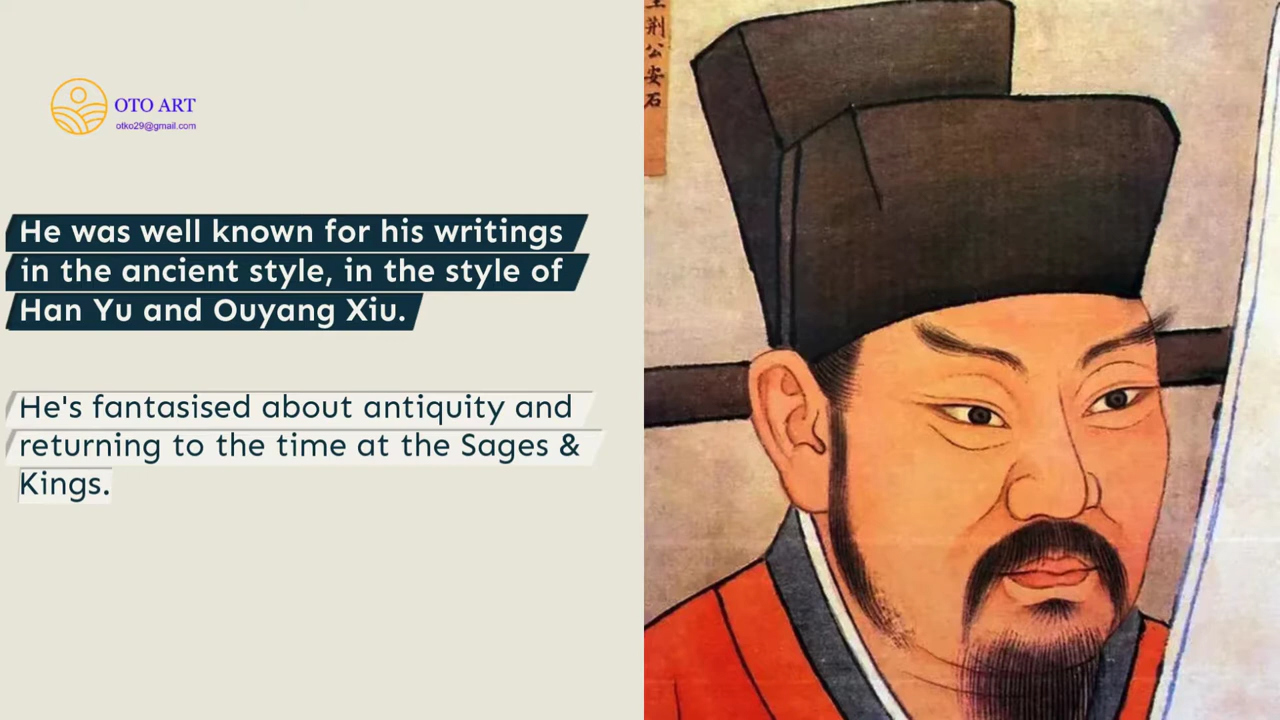 OTO ART
otko29@gmail.com
He was well known for his writings
in the ancient style, in the style of
Han Yu and Ouyang Xiu.
He's fantasised about antiquity and
returning to the time at the Sages &
Kings.
王荆公安石